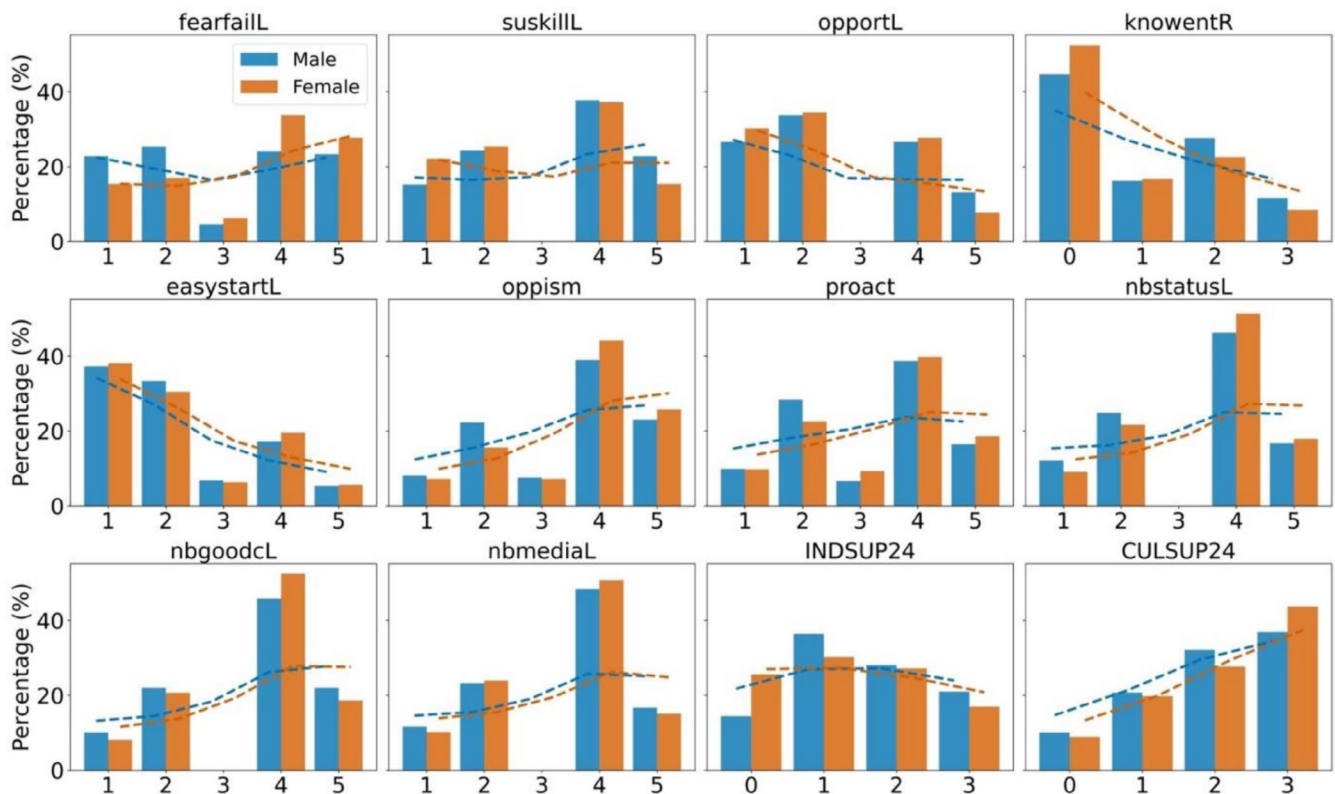 fearfailL suskillL opportL knowentR
Male
Female
Percentage (%)
40
20
0
1 2 3 4 5 1 2 3 4 5 1 2 3 4 5 0 1 2 3
easystartL oppism proact nbstatusL
Percentage (%)
40
20
0
1 2 3 4 5 1 2 3 4 5 1 2 3 4 5 1 2 3 4 5
nbgoodcL nbmediaL INDSUP24 CULSUP24
Percentage (%)
40
20
0
1 2 3 4 5 1 2 3 4 5 0 1 2 3 0 1 2 3